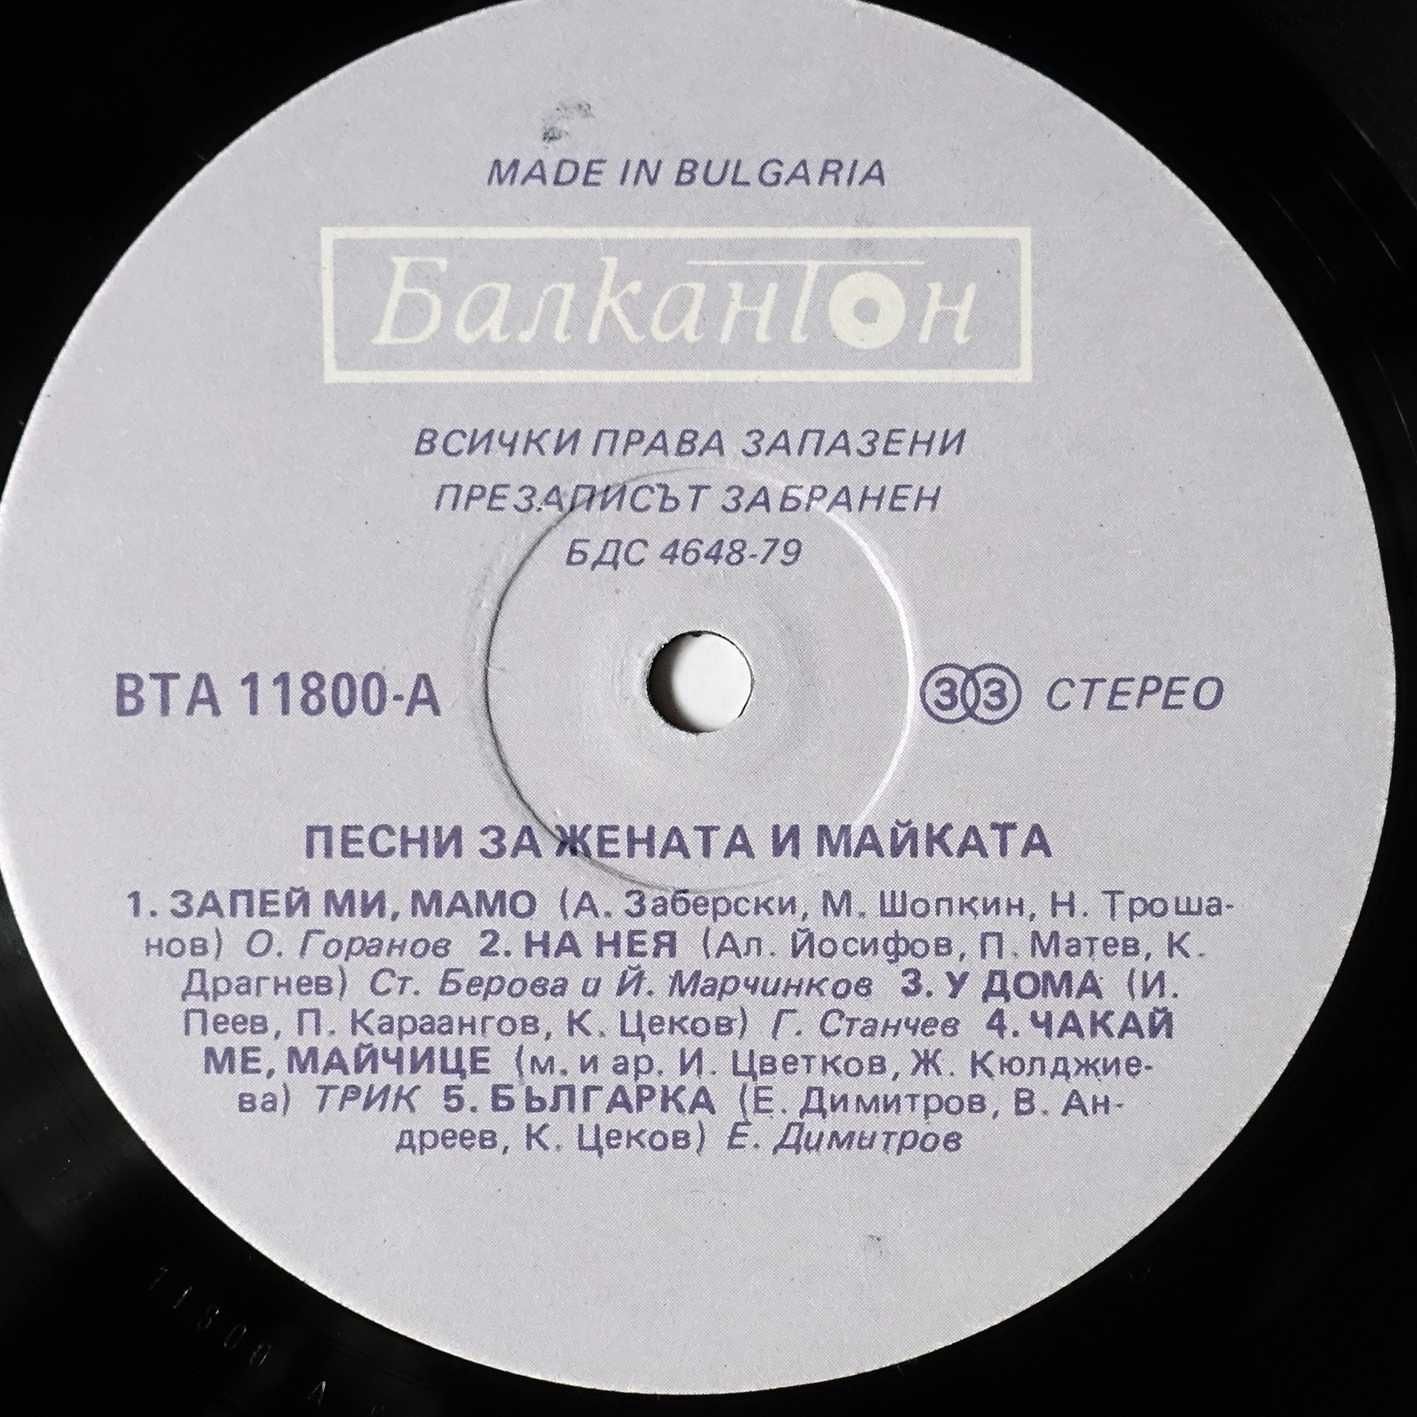 MADE IN BULGARIA
Балкантон
ВСИЧКИ ПРАВА ЗАПАЗЕНИ
ПРЕЗАПИСЪТ ЗАБРАНЕН
БДС 4648-79
ВТА 11800-А
33 СТЕРЕО
ПЕСНИ ЗА ЖЕНАТА И МАЙКАТА
1. ЗАПЕЙ МИ, МАМО (А. Заберски, М. Шопкин, Н. Троша-
нов) О. Горанов 2. НА НЕЯ (Ал. Йосифов, П. Матев, К.
Драгнев) Ст. Берова и Й. Марчинков 3. У ДОМА (И.
Пеев, П. Караангов, К. Цеков) Г. Станчев 4. ЧАКАЙ
МЕ, МАЙЧИЦЕ (м. и ар. И. Цветков, Ж. Кюлджие-
ва) ТРИК 5. БЪЛГАРКА (Е. Димитров, В. Ан-
дреев, К. Цеков) Е. Димитров
11800 А